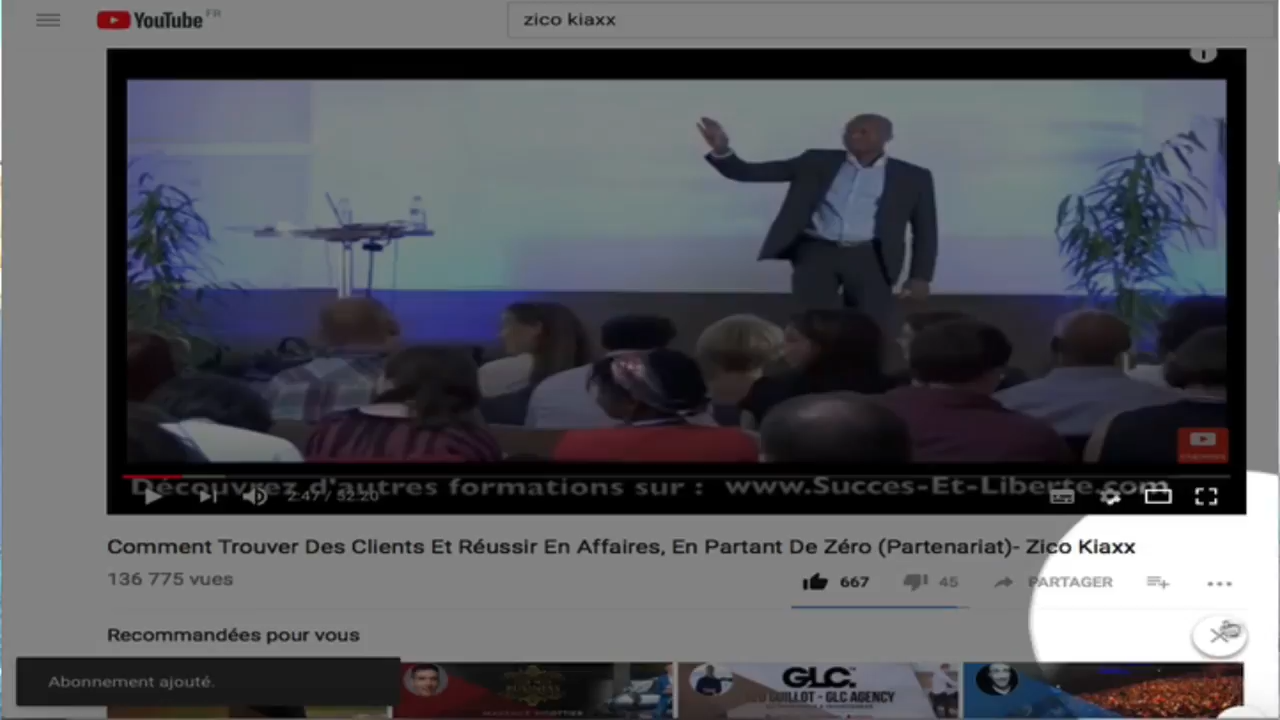 YouTube FR
zico kiaxx
2:47 / 52:20
Découvrez d'autres formations sur : www.Succes-Et-Liberte.com
Comment Trouver Des Clients Et Réussir En Affaires, En Partant De Zéro (Partenariat)- Zico Kiaxx
136 775 vues
667
45
PARTAGER
Recommandées pour vous
Abonnement ajouté.
GLC
GUILLOT - GLC AGENCY